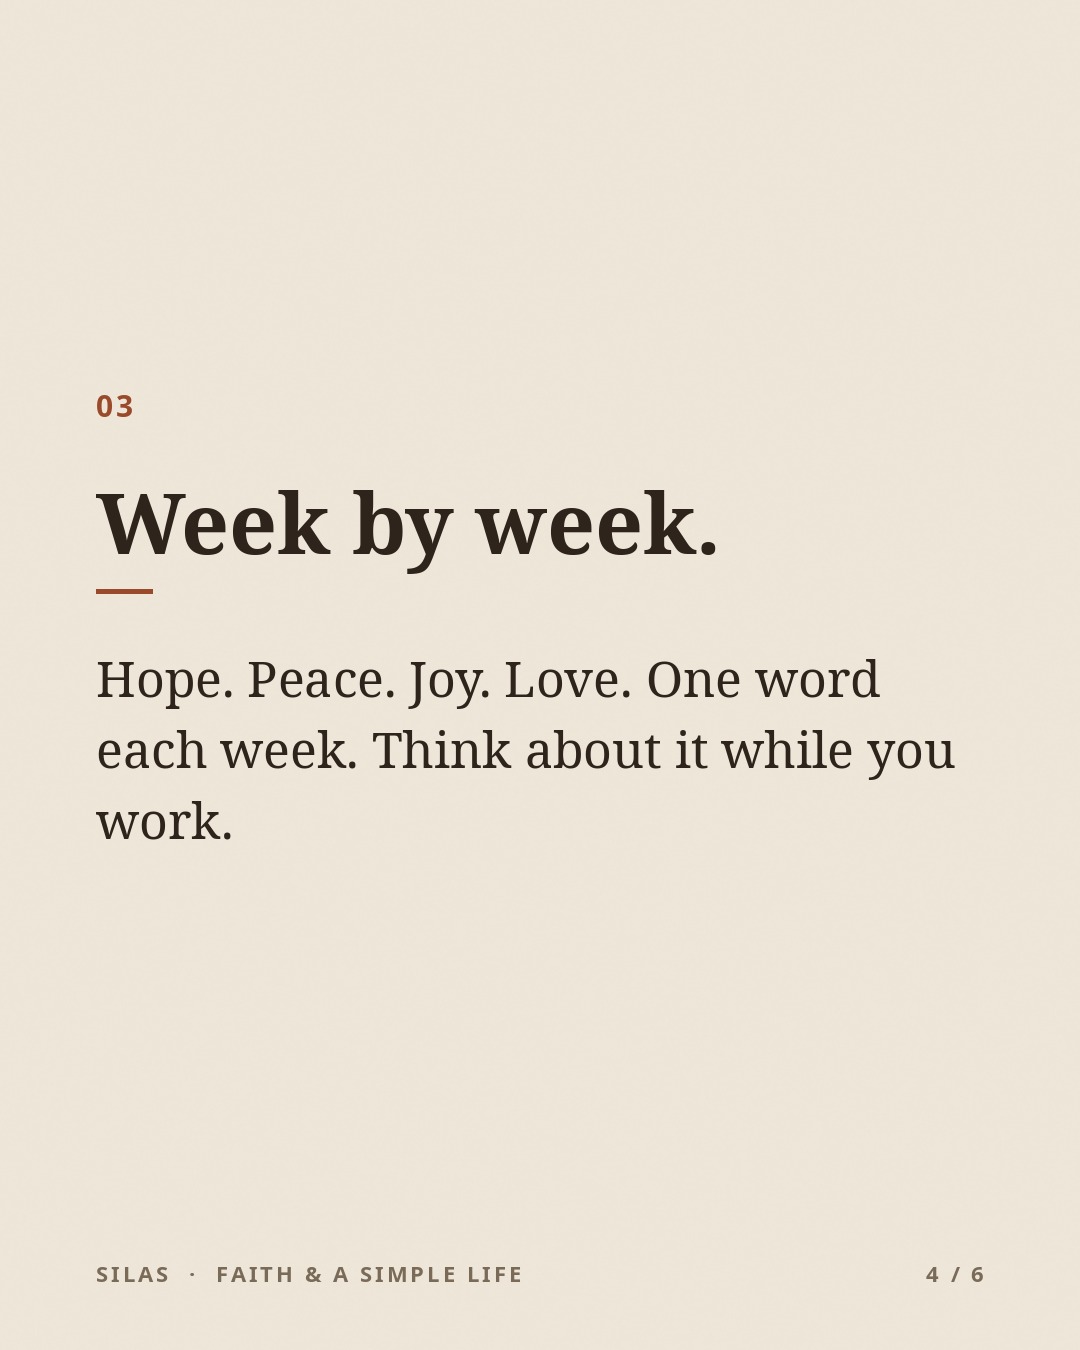 03
Week by week.
Hope. Peace. Joy. Love. One word
each week. Think about it while you
work.
SILAS · FAITH & A SIMPLE LIFE
4 / 6